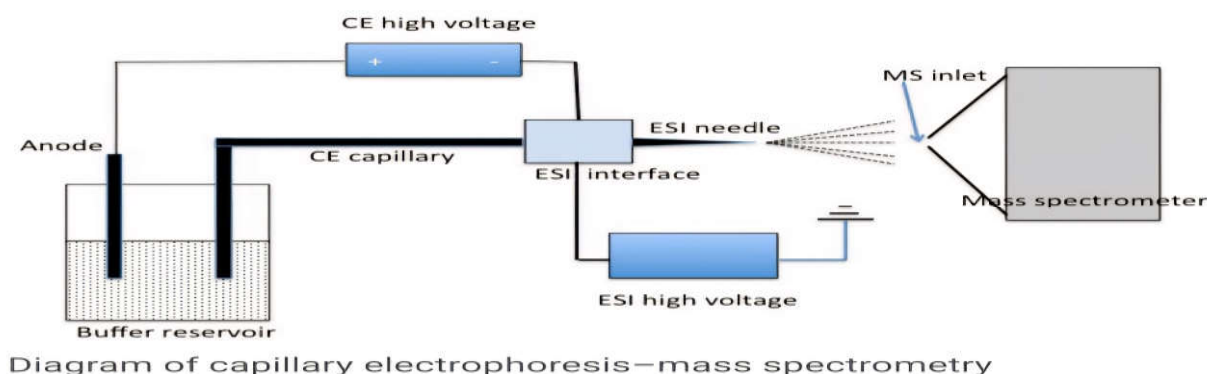 CE high voltage
+ -
MS inlet
Anode
ESI needle
CE capillary
ESI interface
Mass spectrometer
ESI high voltage
Buffer reservoir
Diagram of capillary electrophoresis–mass spectrometry